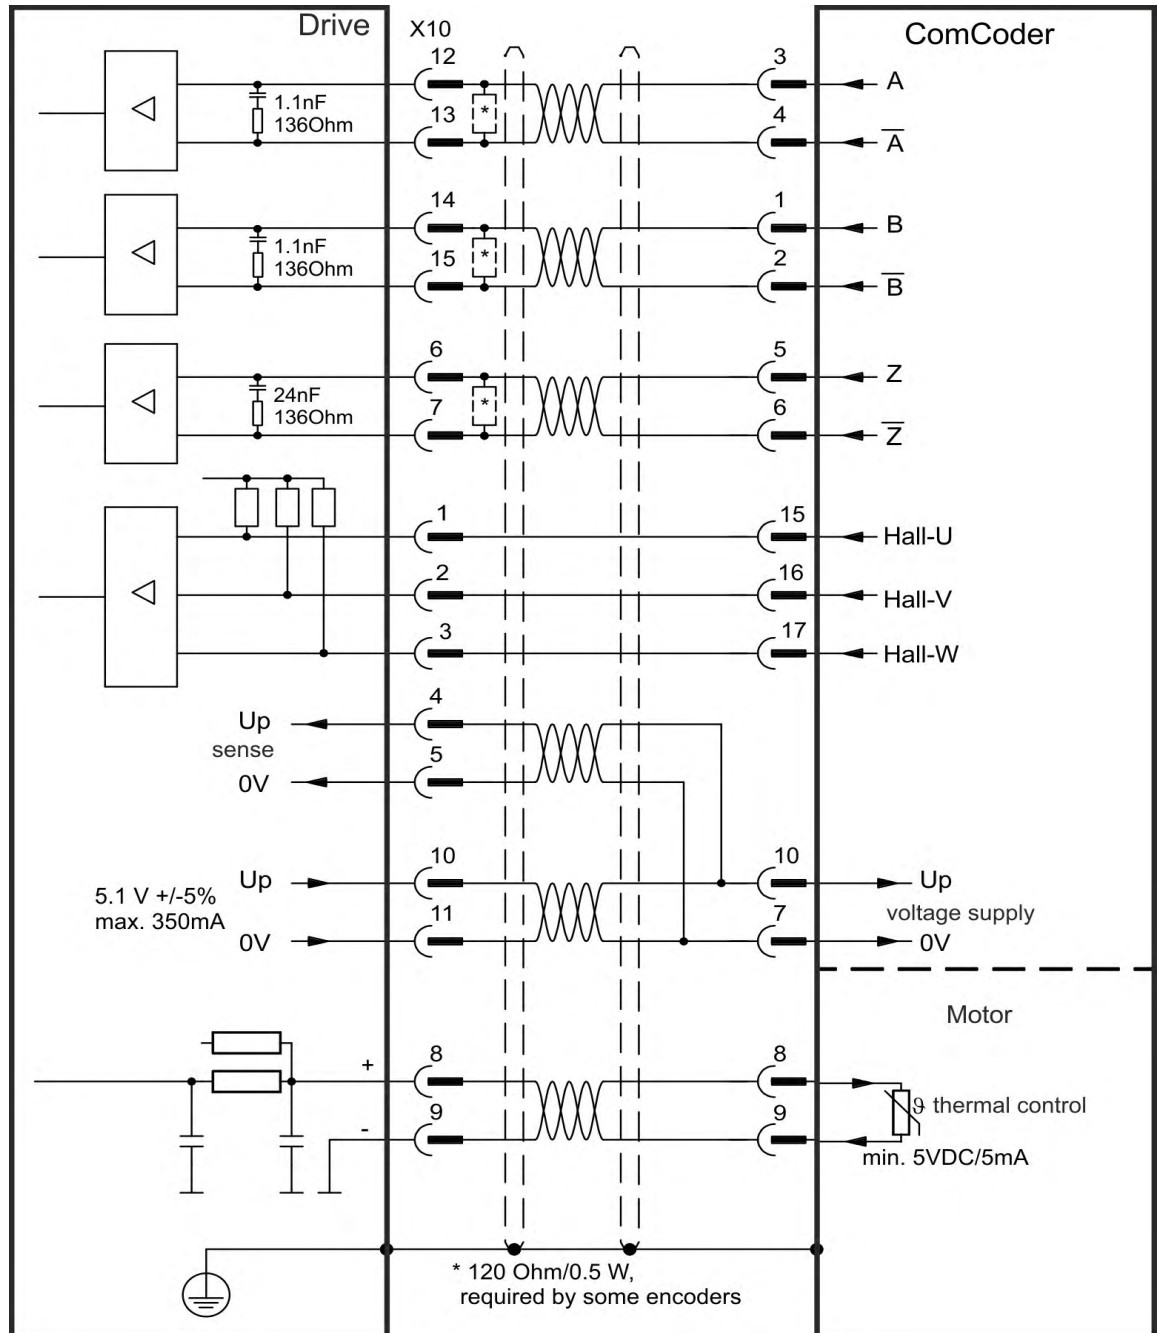 Drive X10 ComCoder
12 3 A
1.1nF
136Ohm * 13 4 A̅
14 1 B
1.1nF
136Ohm * 15 2 B̅
6 5 Z
24nF
136Ohm * 7 6 Z̅
1 15 Hall-U
2 16 Hall-V
3 17 Hall-W
Up 4
sense
0V 5
Up 10 10 Up
5.1 V +/-5%
max. 350mA voltage supply
0V 11 7 0V
Motor
+ 8 8
ϑ thermal control
- 9 9
min. 5VDC/5mA
* 120 Ohm/0.5 W,
required by some encoders